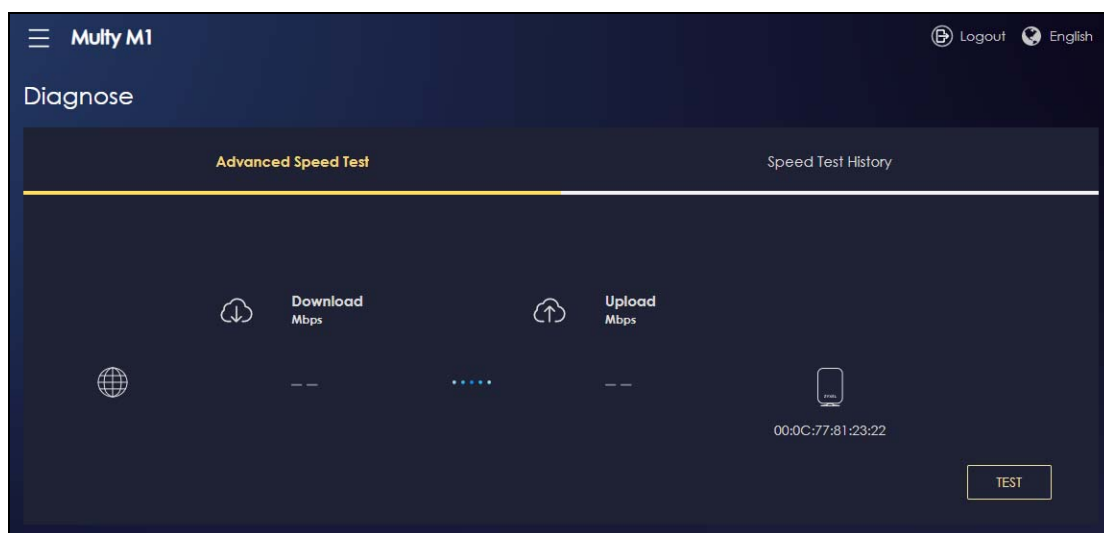 Multy M1
Logout
English
Diagnose
Advanced Speed Test
Speed Test History
Download
Mbps
Upload
Mbps
-- --
ZYXEL
00:0C:77:81:23:22
TEST